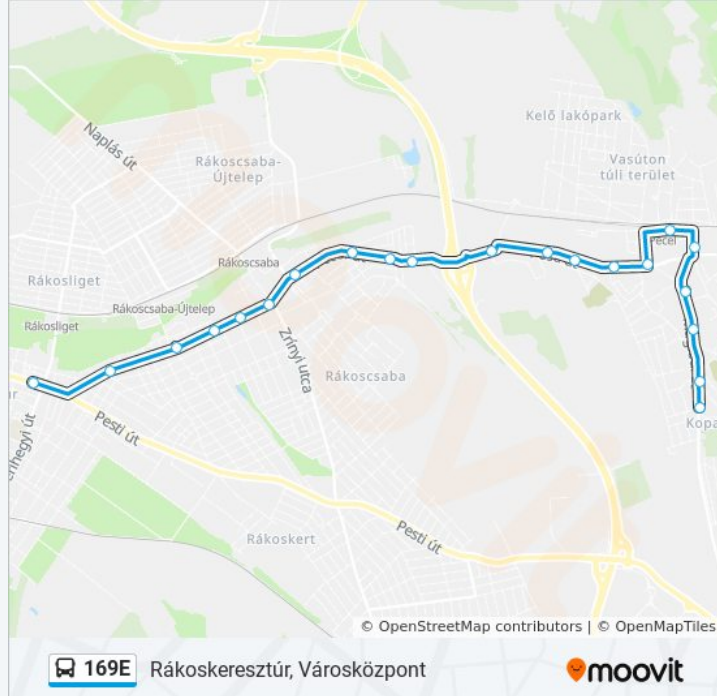 Kelő lakópark
Naplás út
Rákoscsaba-
Újtelep
Vasúton
túli terület
Pécel
Rákoscsaba
Rákosliget
Rákoscsaba-Újtelep
Rákosliget
Zrínyi utca
Rákoscsaba
Pesti út
Rákoskert
Pesti út
© OpenStreetMap contributors | © OpenMapTiles
169E Rákoskeresztúr, Városközpont
moovit